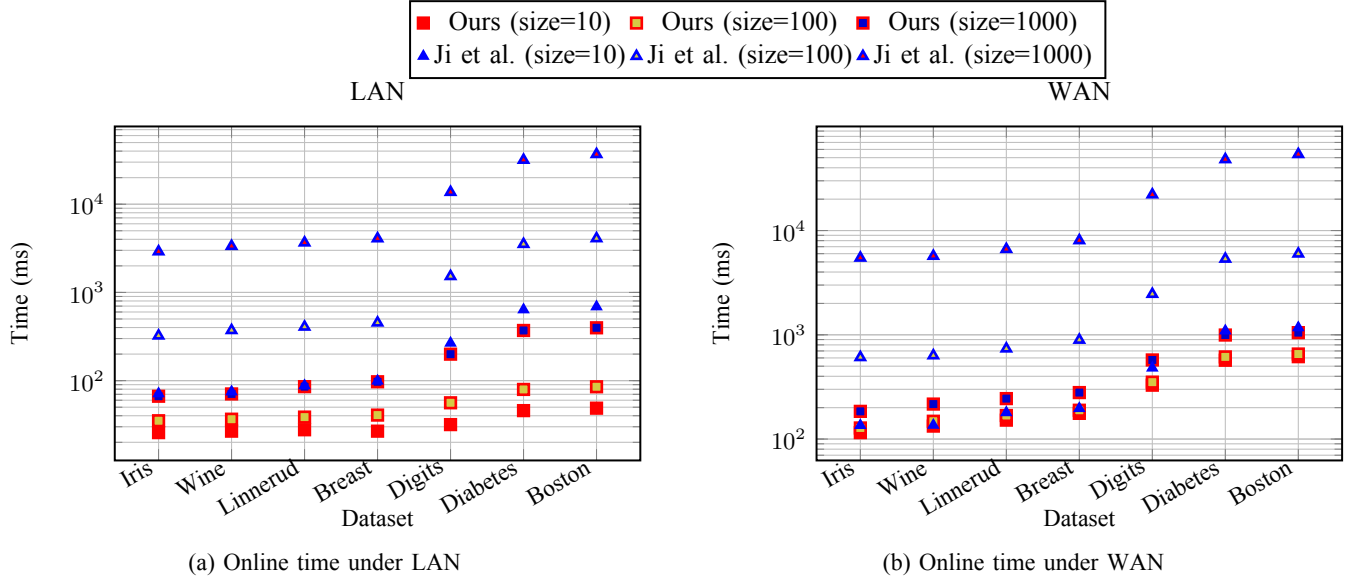 Ours (size=10) Ours (size=100) Ours (size=1000)
Ji et al. (size=10) Ji et al. (size=100) Ji et al. (size=1000)
LAN
10^4
10^3
10^2
Time (ms)
Iris Wine Linnerud Breast Digits Diabetes Boston
Dataset
(a) Online time under LAN
WAN
10^4
10^3
10^2
Time (ms)
Iris Wine Linnerud Breast Digits Diabetes Boston
Dataset
(b) Online time under WAN